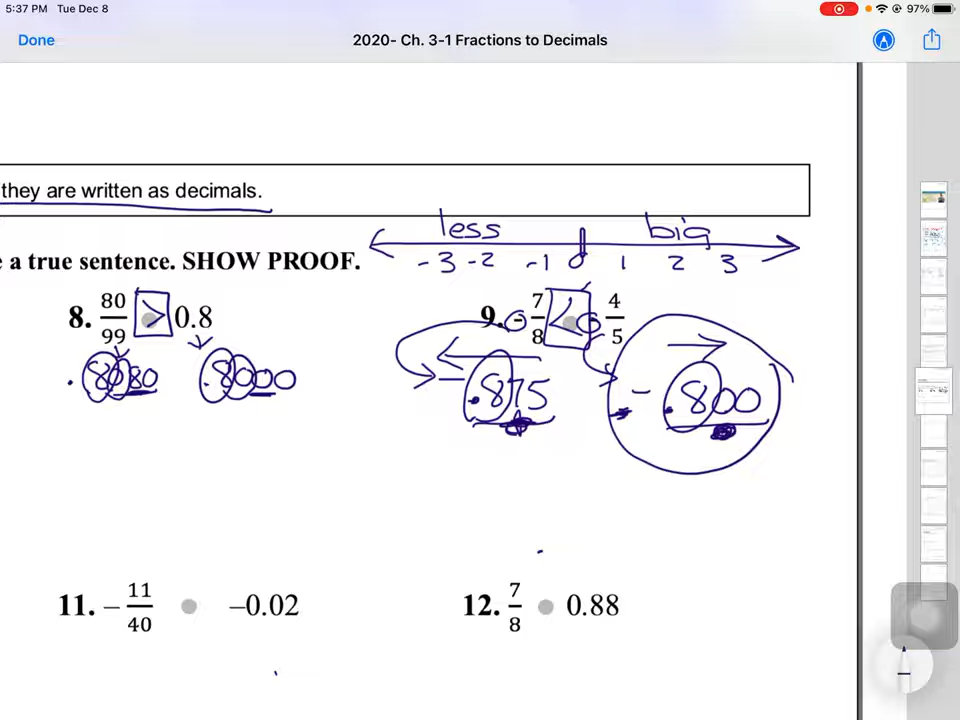 5:37 PM Tue Dec 8 97%
Done 2020- Ch. 3-1 Fractions to Decimals
they are written as decimals.
less big
-3 -2 -1 0 1 2 3
e a true sentence. SHOW PROOF.
8. 80/99 > 0.8 9. -7/8 < -4/5
.8080 .8000 -.875 -.800
11. –11/40 –0.02 12. 7/8 0.88